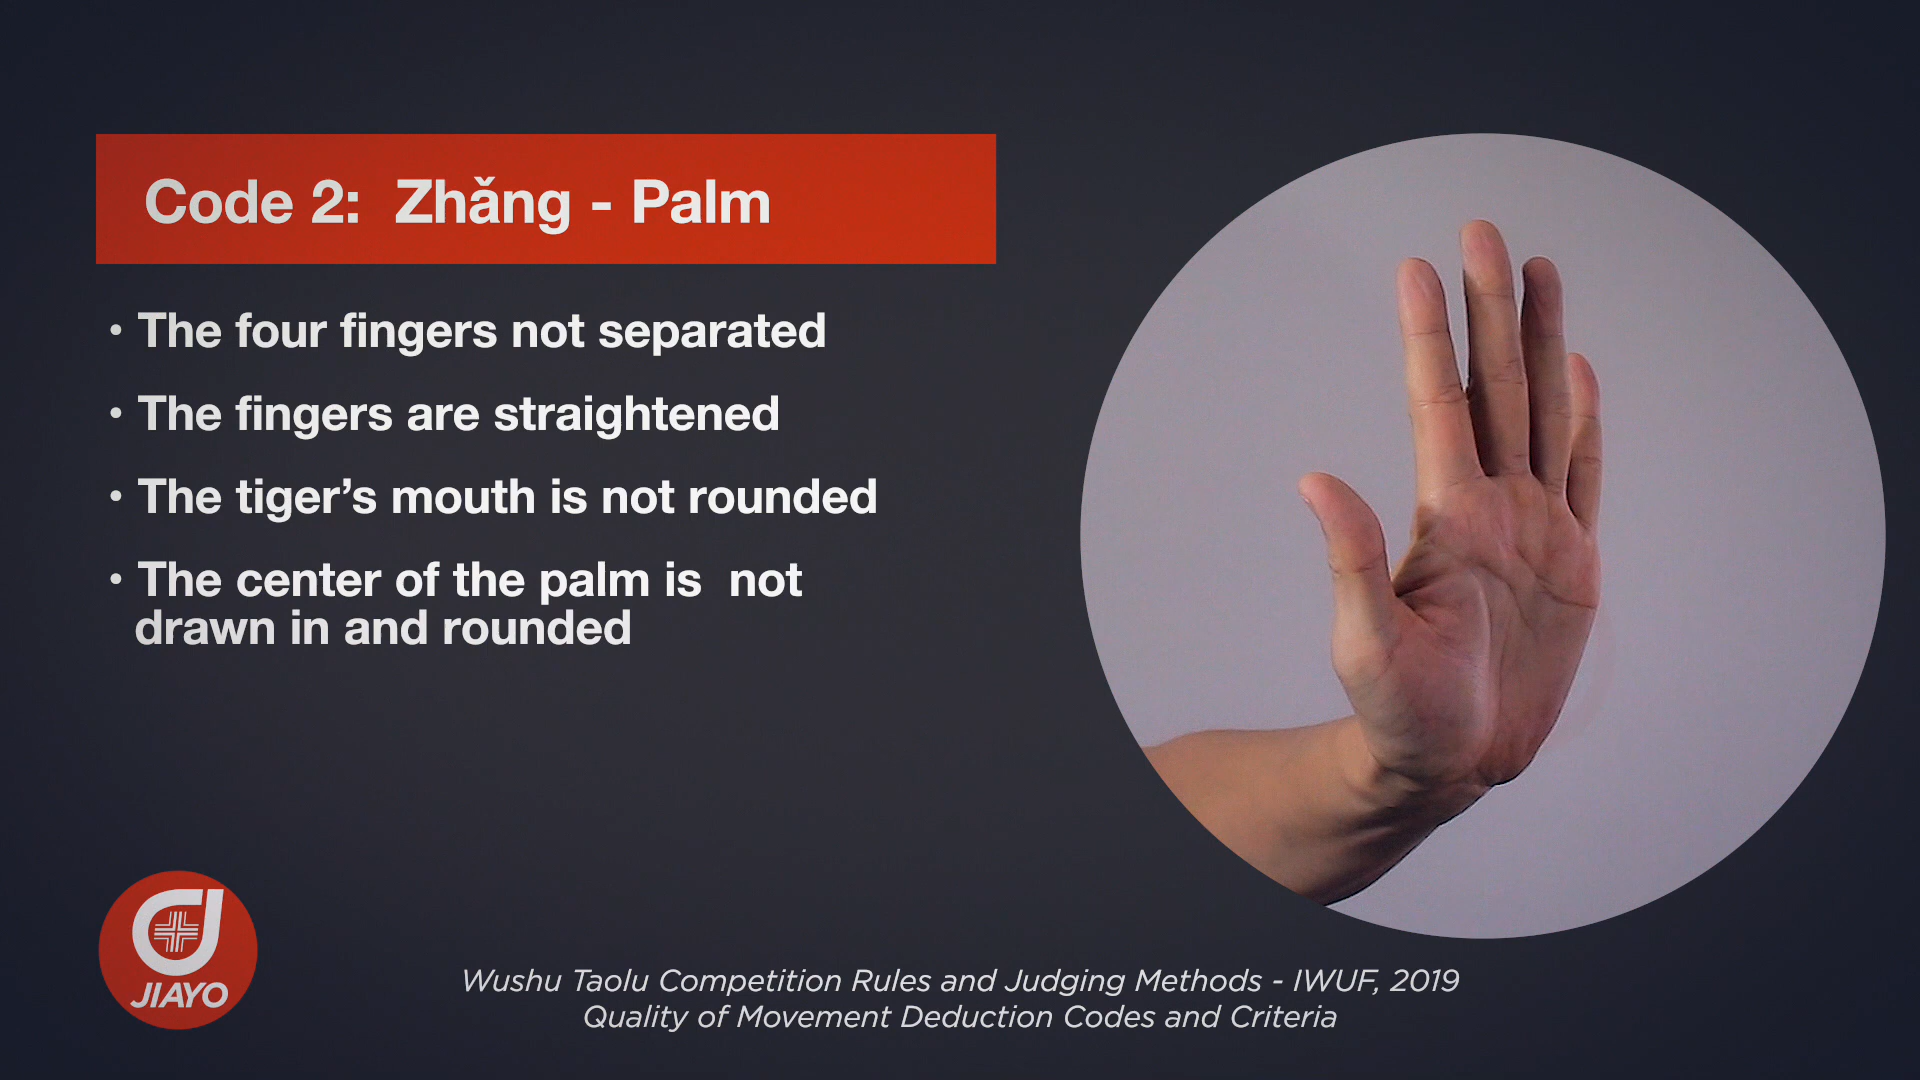 Code 2:  Zhǎng - Palm
• The four fingers not separated
• The fingers are straightened
• The tiger’s mouth is not rounded
• The center of the palm is  not
drawn in and rounded
JIAYO
Wushu Taolu Competition Rules and Judging Methods - IWUF, 2019
Quality of Movement Deduction Codes and Criteria